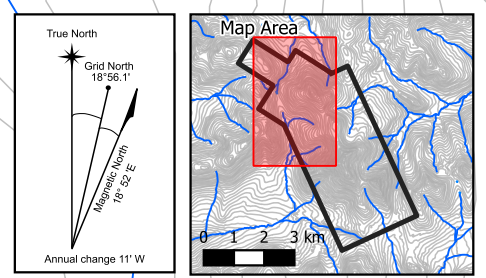 True North
Grid North
18°56.1'
Magnetic North
18° 52 'E
Annual change 11' W
Map Area
0 1 2 3 km